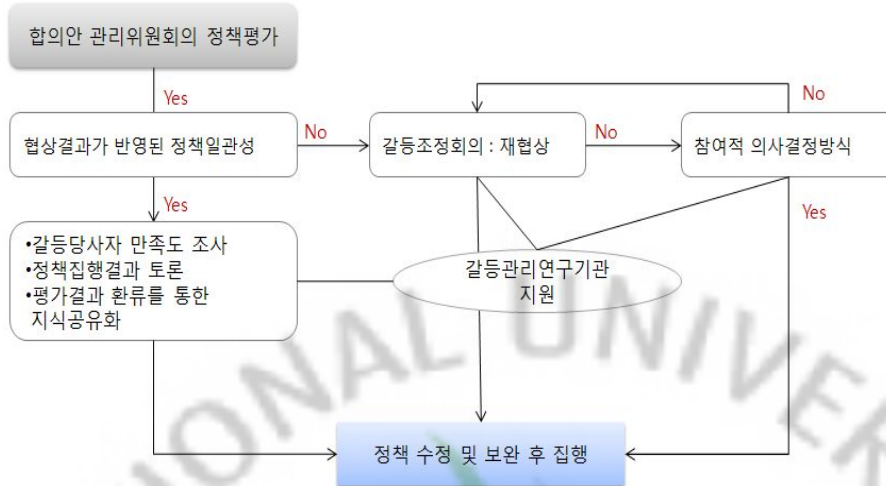 합의안 관리위원회의 정책평가
Yes
No
협상결과가 반영된 정책일관성
No
갈등조정회의 : 재협상
No
참여적 의사결정방식
Yes
Yes
•갈등당사자 만족도 조사
•정책집행결과 토론
•평가결과 환류를 통한
지식공유화
갈등관리연구기관
지원
정책 수정 및 보완 후 집행
IONAL UNIVER